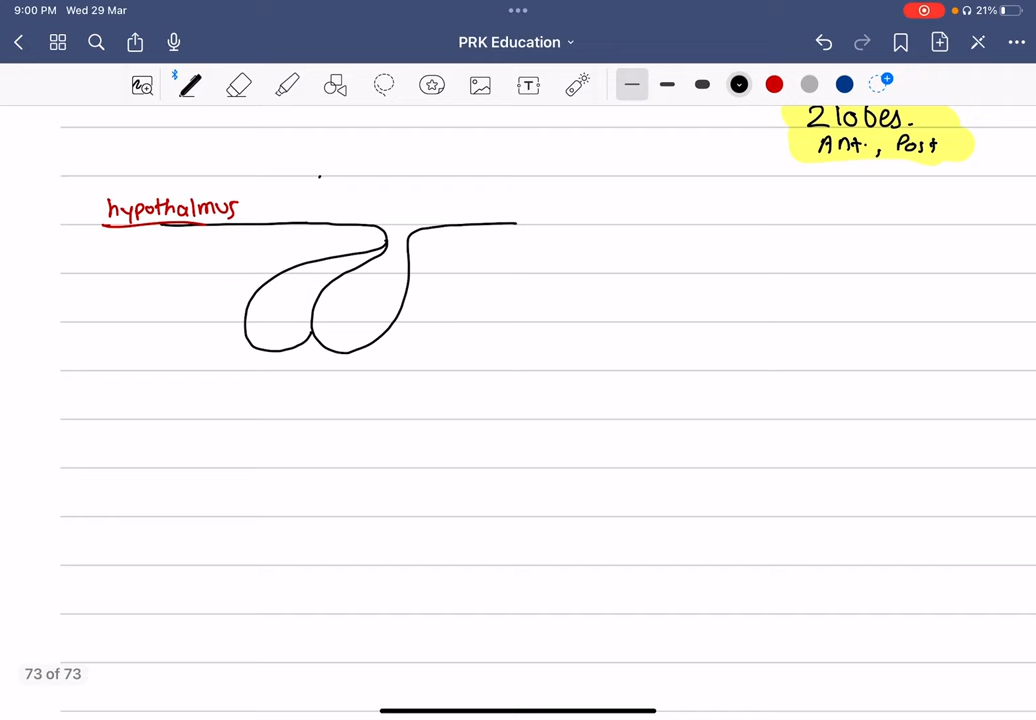 9:00 PM Wed 29 Mar
21%
PRK Education
T
2 lobes.
Ant., Post
hypothalmus
73 of 73